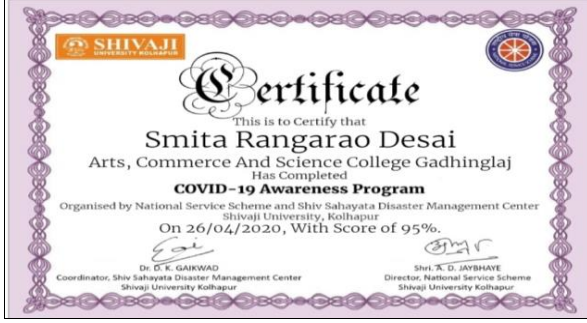 SHIVAJI
UNIVERSITY KOLHAPUR
Certificate
This is to Certify that
Smita Rangarao Desai
Arts, Commerce And Science College Gadhinglaj
Has Completed
COVID-19 Awareness Program
Organised by National Service Scheme and Shiv Sahayata Disaster Management Center
Shivaji University, Kolhapur
On 26/04/2020, With Score of 95%.
Dr. D. K. GAIKWAD
Coordinator, Shiv Sahayata Disaster Management Center
Shivaji University Kolhapur
Shri. A. D. JAYBHAYE
Director, National Service Scheme
Shivaji University Kolhapur